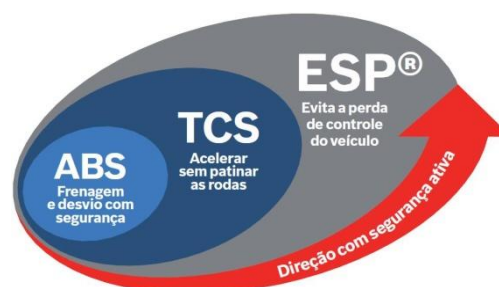 ESP®
Evita a perda
de controle
do veículo
TCS
Acelerar
sem patinar
as rodas
ABS
Frenagem
e desvio com
segurança
Direção com segurança ativa